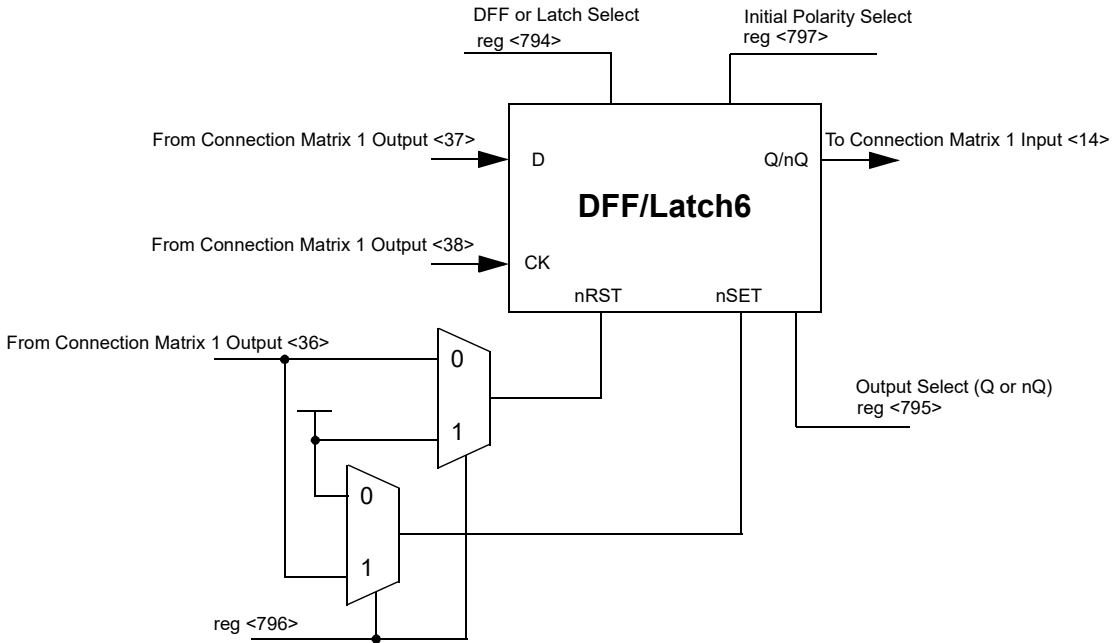 DFF or Latch Select
reg <794>
Initial Polarity Select
reg <797>
From Connection Matrix 1 Output <37>
D
Q/nQ
To Connection Matrix 1 Input <14>
DFF/Latch6
From Connection Matrix 1 Output <38>
CK
nRST
nSET
From Connection Matrix 1 Output <36>
0
1
Output Select (Q or nQ)
reg <795>
0
1
reg <796>